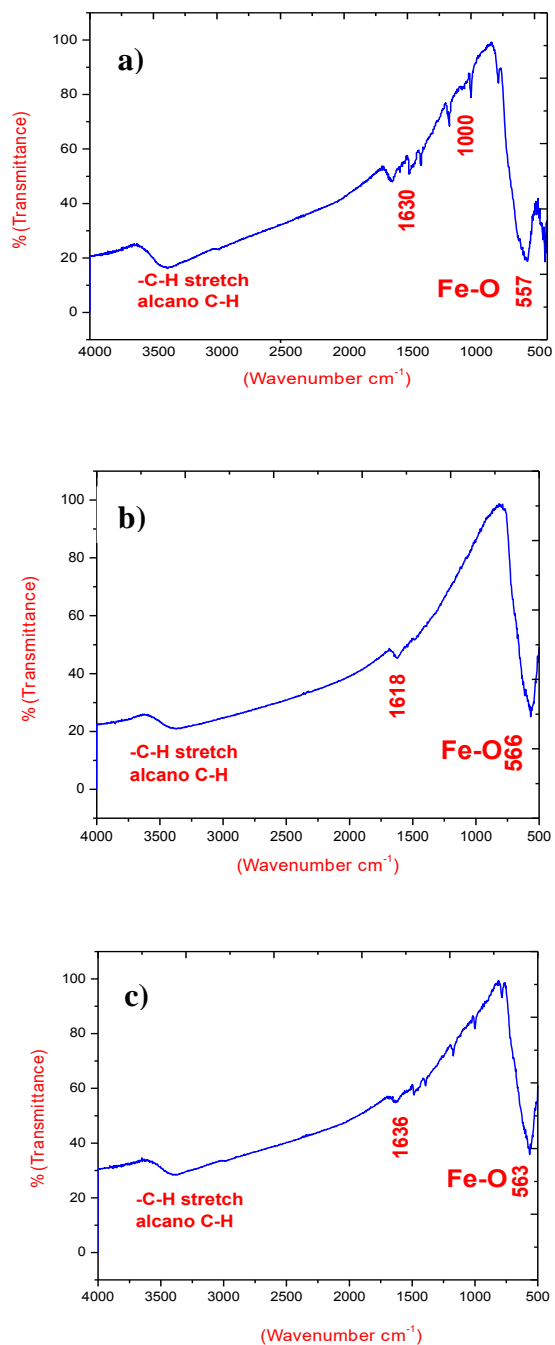 a)
100
80
60
40
20
0
% (Transmittance)
1630
1000
-C-H stretch
alcano C-H
Fe-O
557
4000 3500 3000 2500 2000 1500 1000 500
(Wavenumber cm-1)
b)
100
80
60
40
20
0
% (Transmittance)
1618
-C-H stretch
alcano C-H
Fe-O
566
4000 3500 3000 2500 2000 1500 1000 500
(Wavenumber cm-1)
c)
100
80
60
40
20
0
% (Transmittance)
1636
-C-H stretch
alcano C-H
Fe-O
563
4000 3500 3000 2500 2000 1500 1000 500
(Wavenumber cm-1)